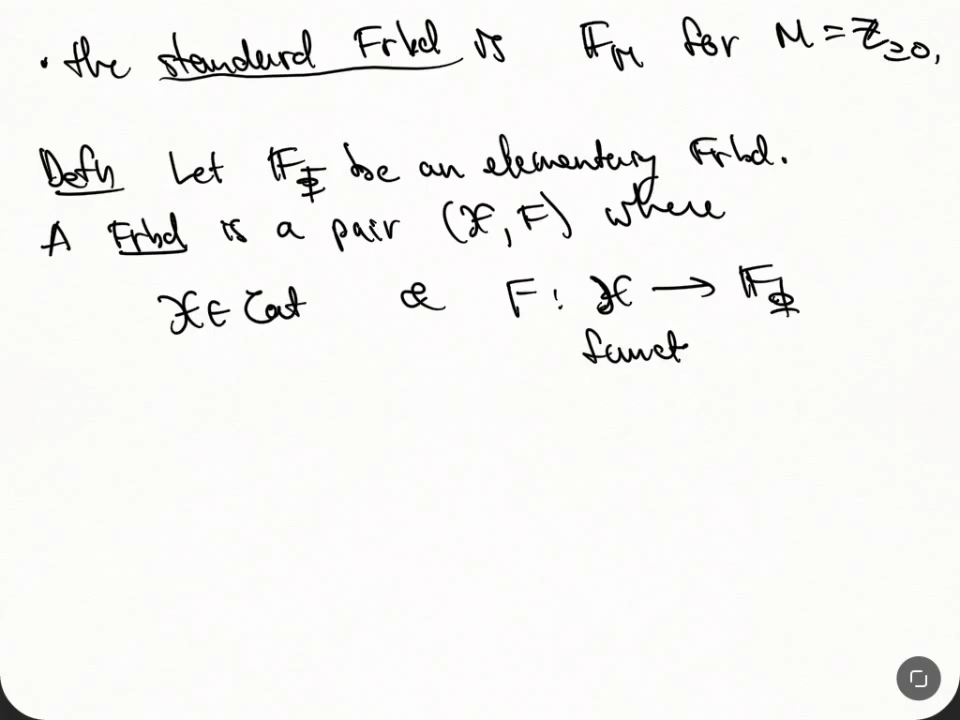 • the standard Frbd is 𝔽_M for M = ℤ_≥0,
Defn Let 𝔽_Φ be an elementary Frbd.
A Frbd is a pair (𝒳, F) where
𝒳 ∈ Cat & F : 𝒳 → 𝔽_Φ
funct